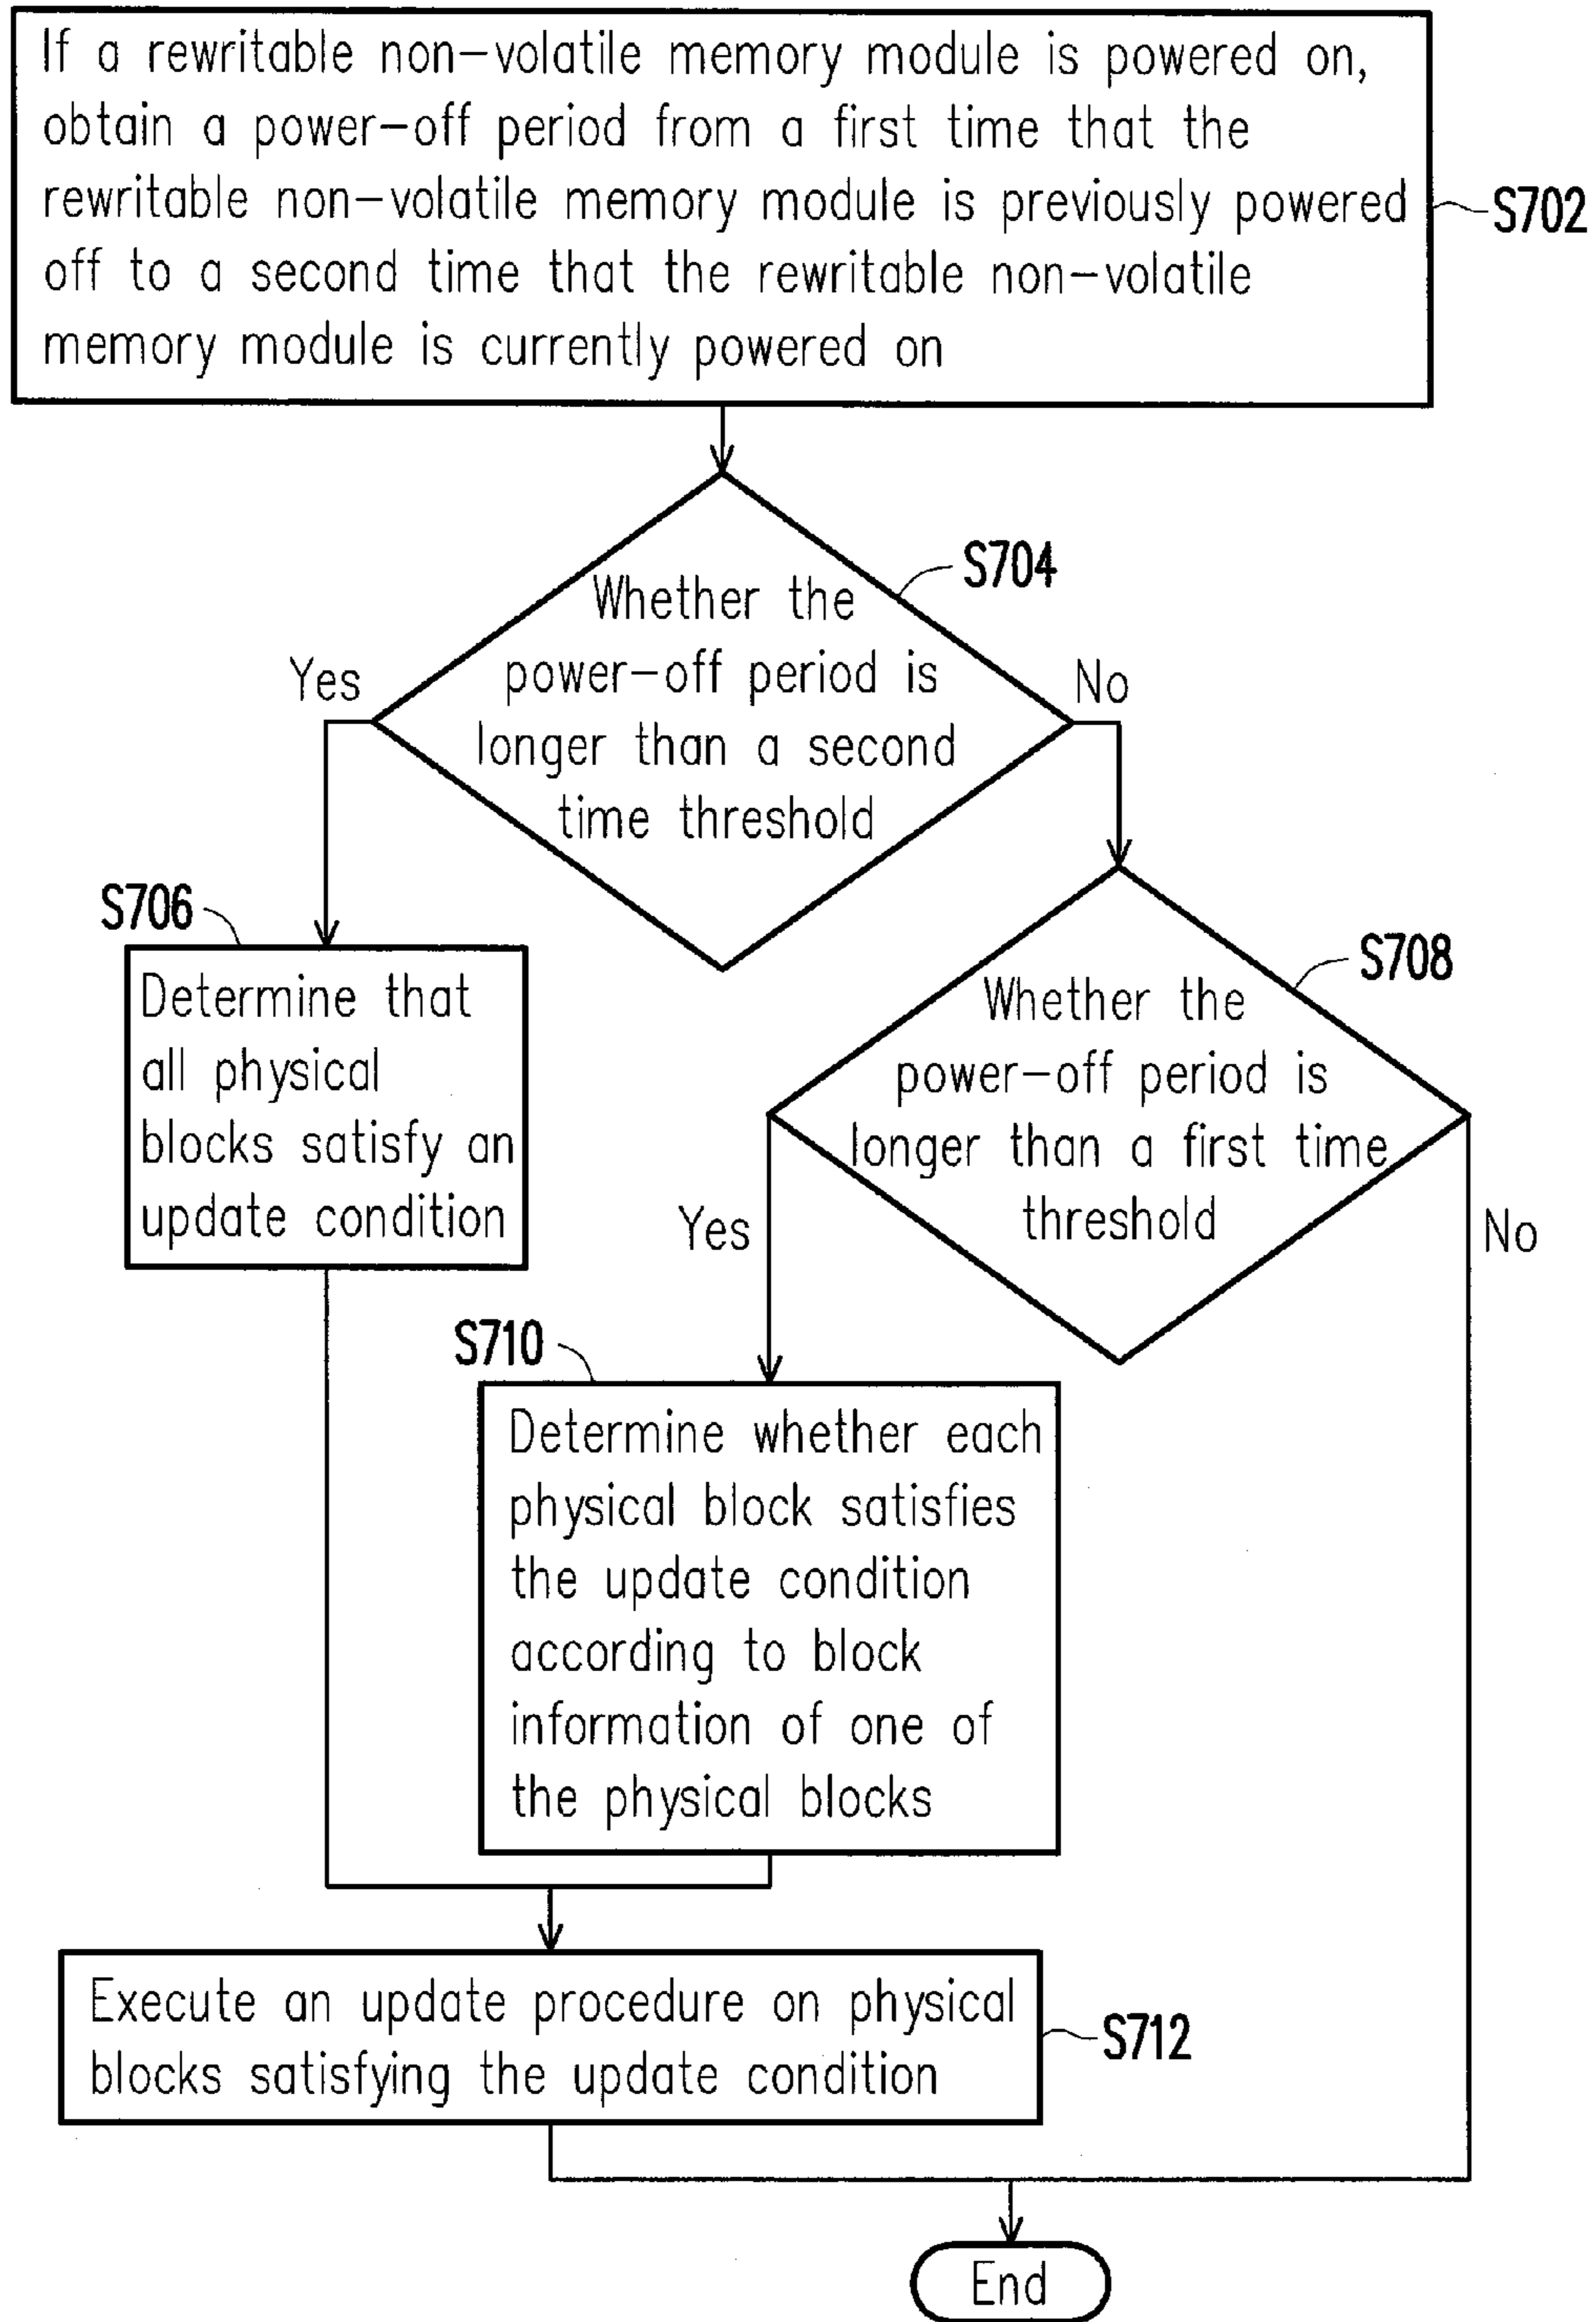 If a rewritable non-volatile memory module is powered on,
obtain a power-off period from a first time that the
rewritable non-volatile memory module is previously powered
off to a second time that the rewritable non-volatile
memory module is currently powered on
S702
S704
Whether the
power-off period is
longer than a second
time threshold
Yes
No
S706
Determine that
all physical
blocks satisfy an
update condition
S708
Whether the
power-off period is
longer than a first time
threshold
Yes
No
S710
Determine whether each
physical block satisfies
the update condition
according to block
information of one of
the physical blocks
Execute an update procedure on physical
blocks satisfying the update condition
S712
End